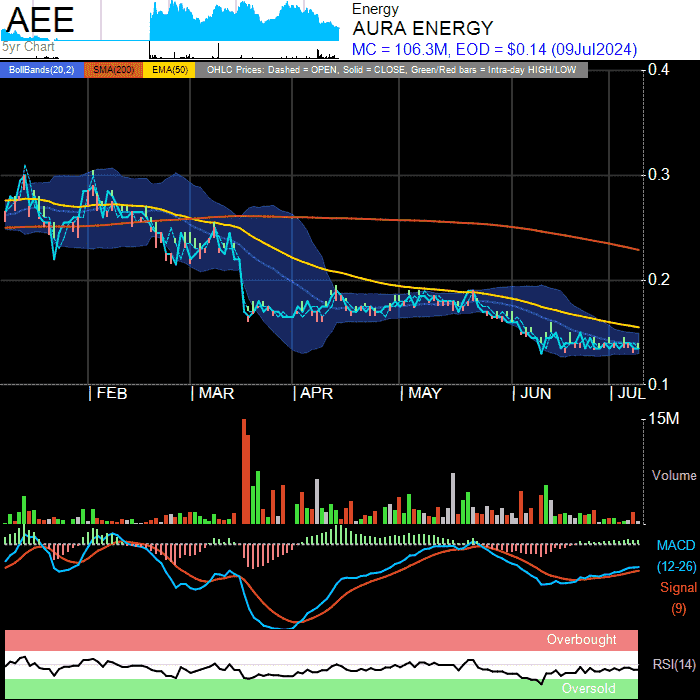 AEE
5yr Chart
Energy
AURA ENERGY
MC = 106.3M, EOD = $0.14 (09Jul2024)
BollBands(20,2) SMA(200) EMA(50) OHLC Prices: Dashed = OPEN, Solid = CLOSE, Green/Red bars = Intra-day HIGH/LOW
0.4
0.3
0.2
0.1
| FEB | MAR | APR | MAY | JUN | JUL
15M
Volume
MACD
(12-26)
Signal
(9)
Overbought
RSI(14)
Oversold